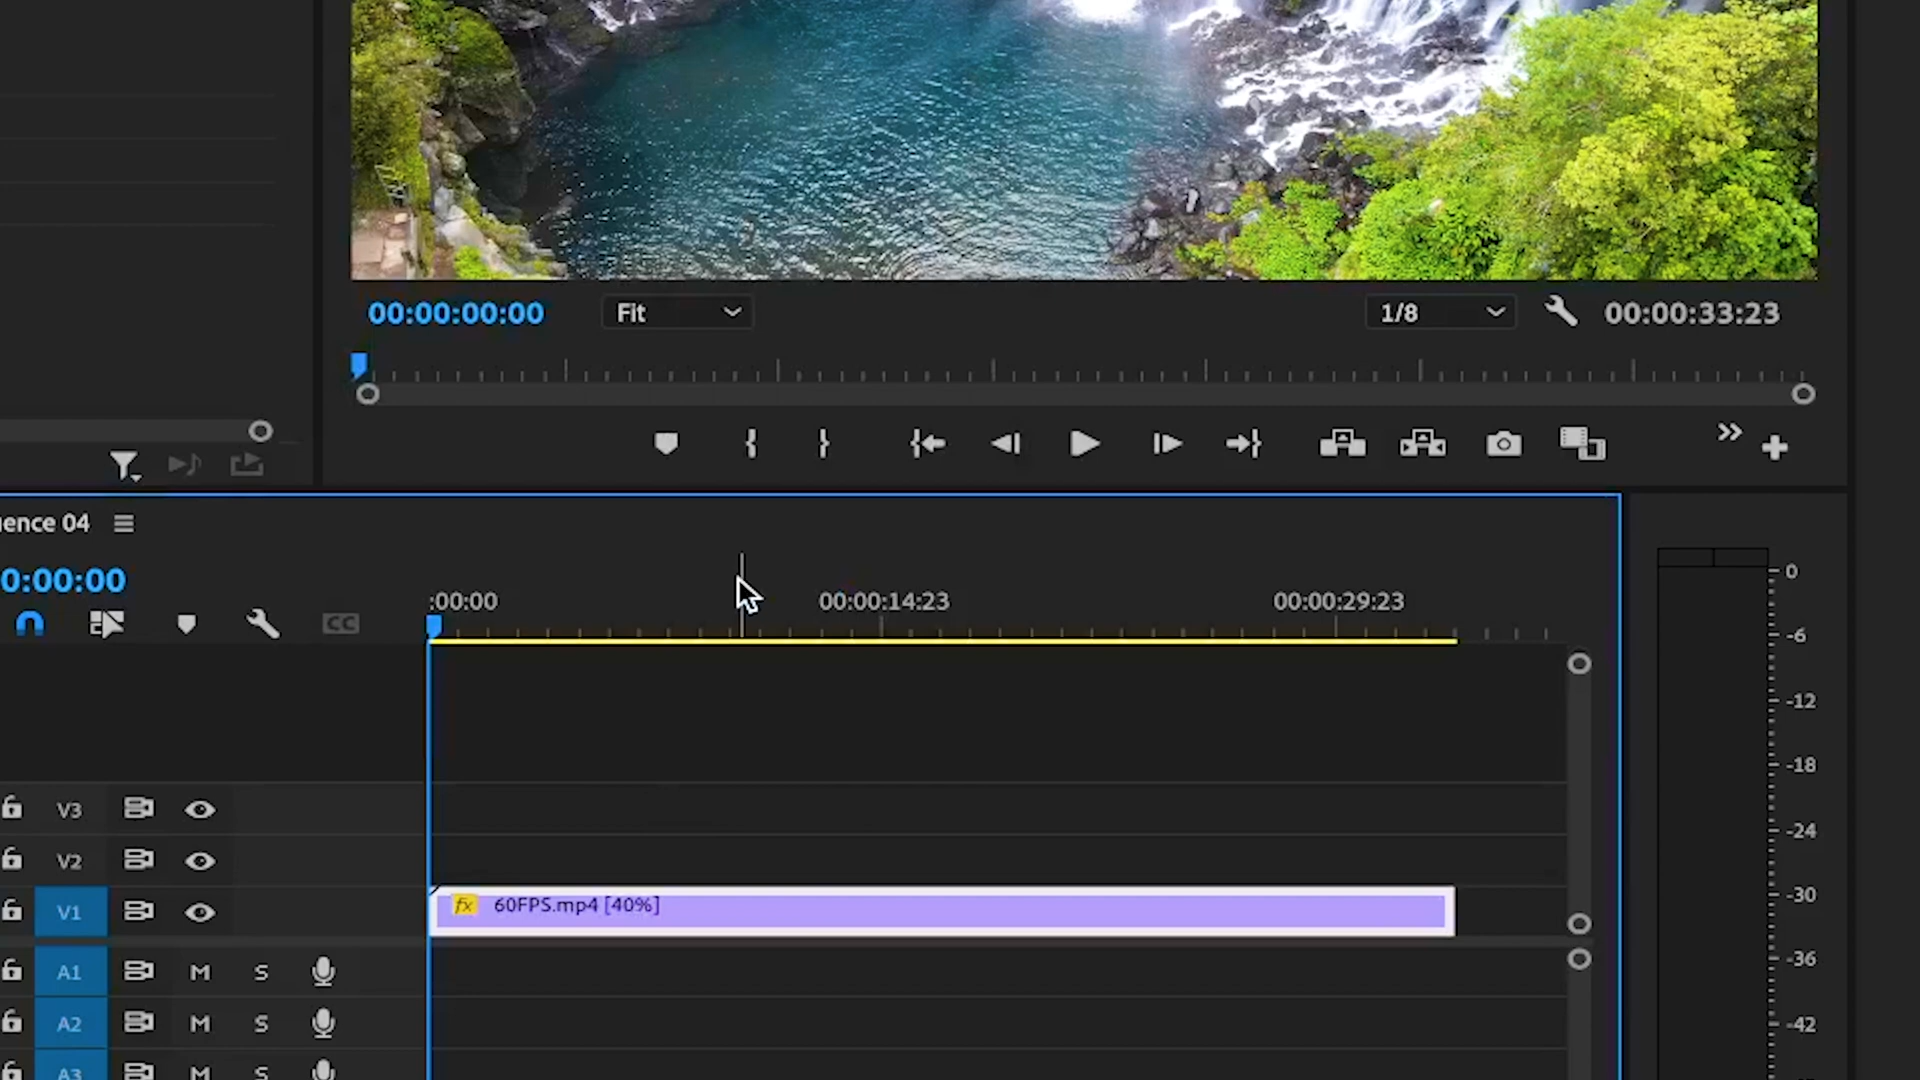 00:00:00:00 Fit 1/8 00:00:33:23
uence 04
0:00:00
:00:00 00:00:14:23 00:00:29:23
CC
0
-6
-12
-18
-24
-30
-36
-42
V3
V2
V1 fx 60FPS.mp4 [40%]
A1 M S
A2 M S
A3 M S